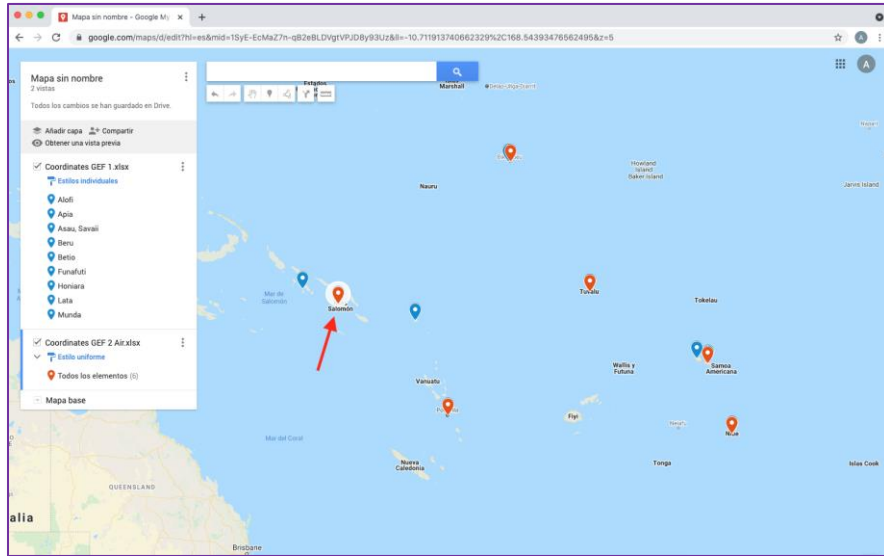 Mapa sin nombre - Google My
google.com/maps/d/edit?hl=es&mid=1SyE-EcMaZ7n-qB2eBLDVgtVPJD8y93Uz&ll=-10.711913740662329%2C168.54393476562495&z=5
Mapa sin nombre
2 vistas
Todos los cambios se han guardado en Drive.
Añadir capa
Compartir
Obtener una vista previa
Coordinates GEF 1.xlsx
Estilos individuales
Alofi
Apia
Asau, Savaii
Beru
Betio
Funafuti
Honiara
Lata
Munda
Coordinates GEF 2 Air.xlsx
Estilo uniforme
Todos los elementos (6)
Mapa base
A
A
Marshall
Nauru
Howland
Island
Baker Island
Jarvis Island
Mar de
Salomón
Salomón
Tuvalu
Tokelau
Wallis y
Futuna
Samoa
Americana
Vanuatu
Fiyi
Niue
Mar del Coral
Nueva
Caledonia
Tonga
Islas Cook
QUEENSLAND
alia
Brisbane